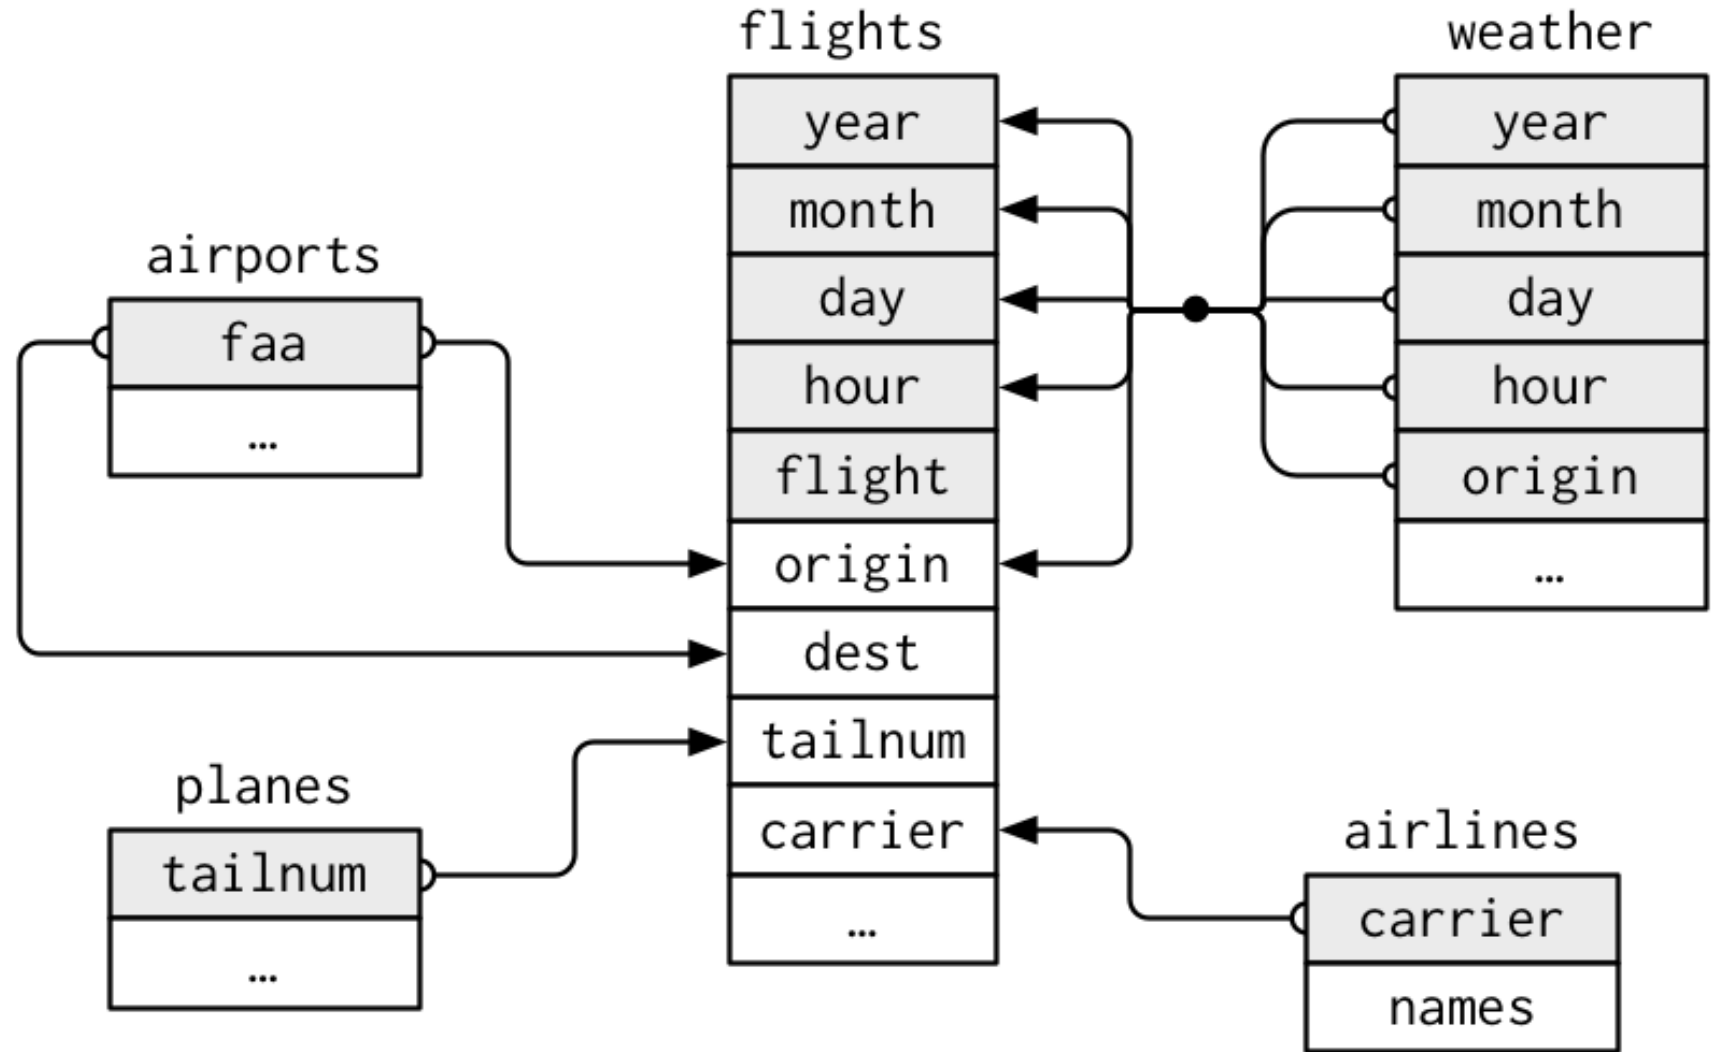 flights
year
month
day
hour
flight
origin
dest
tailnum
carrier
…
weather
year
month
day
hour
origin
…
airports
faa
…
planes
tailnum
…
airlines
carrier
names